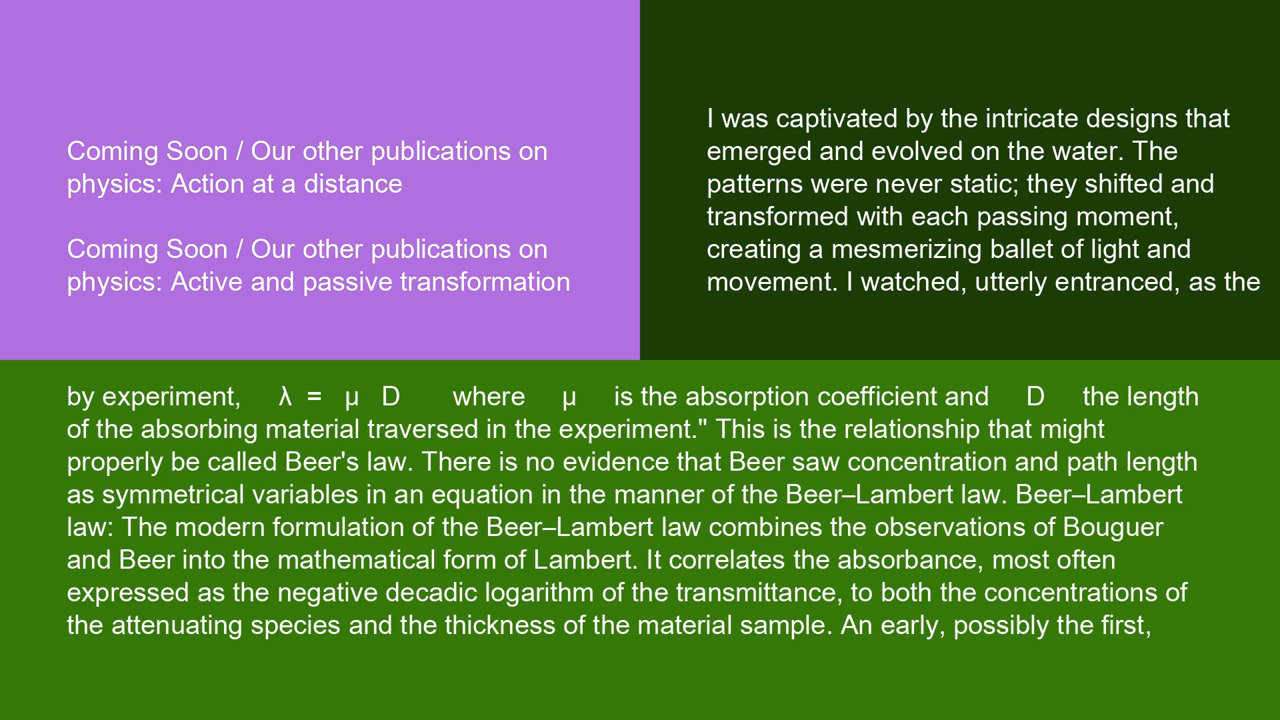 Coming Soon / Our other publications on
physics: Action at a distance
Coming Soon / Our other publications on
physics: Active and passive transformation
I was captivated by the intricate designs that
emerged and evolved on the water. The
patterns were never static; they shifted and
transformed with each passing moment,
creating a mesmerizing ballet of light and
movement. I watched, utterly entranced, as the
by experiment, λ = μ D where μ is the absorption coefficient and D the length
of the absorbing material traversed in the experiment." This is the relationship that might
properly be called Beer's law. There is no evidence that Beer saw concentration and path length
as symmetrical variables in an equation in the manner of the Beer–Lambert law. Beer–Lambert
law: The modern formulation of the Beer–Lambert law combines the observations of Bouguer
and Beer into the mathematical form of Lambert. It correlates the absorbance, most often
expressed as the negative decadic logarithm of the transmittance, to both the concentrations of
the attenuating species and the thickness of the material sample. An early, possibly the first,